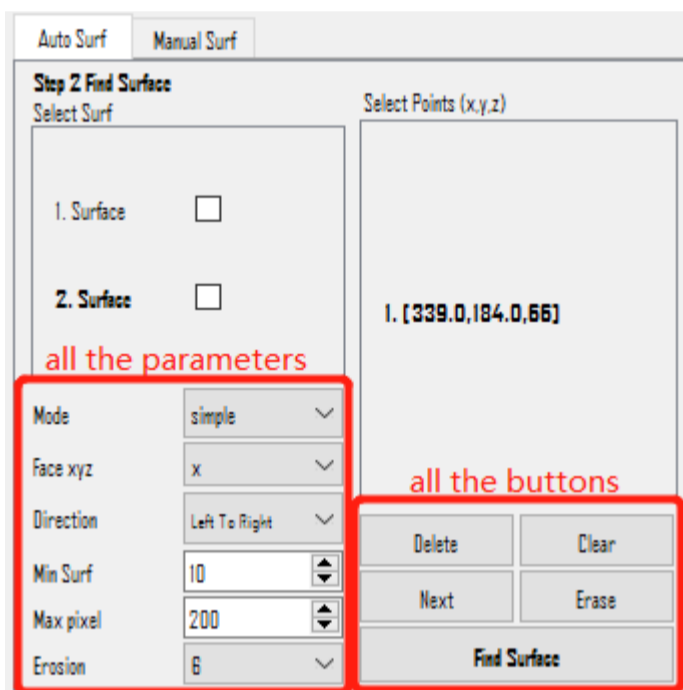 Auto Surf
Manual Surf
Step 2 Find Surface
Select Surf
Select Points (x,y,z)
1. Surface
2. Surface
1. [339.0,184.0,66]
all the parameters
Mode simple
Face xyz x
Direction Left To Right
Min Surf 10
Max pixel 200
Erosion 6
all the buttons
Delete Clear
Next Erase
Find Surface